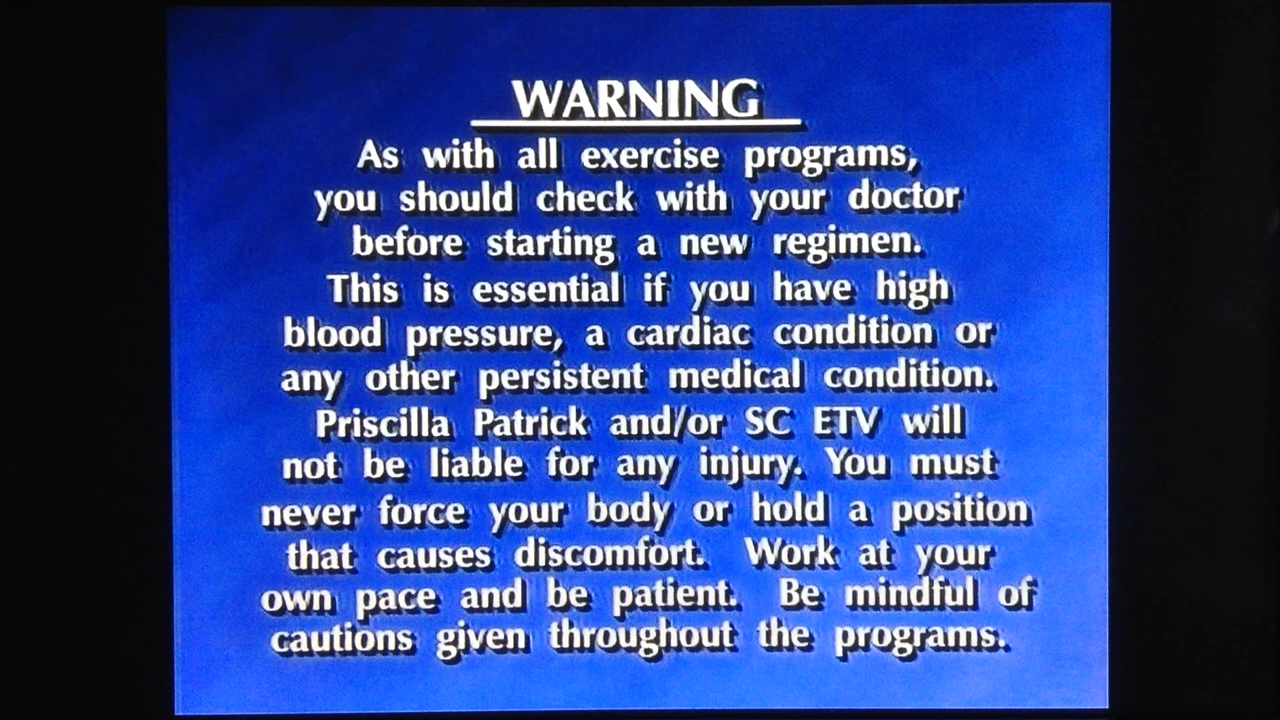 WARNING
As with all exercise programs,
you should check with your doctor
before starting a new regimen.
This is essential if you have high
blood pressure, a cardiac condition or
any other persistent medical condition.
Priscilla Patrick and/or SC ETV will
not be liable for any injury. You must
never force your body or hold a position
that causes discomfort. Work at your
own pace and be patient. Be mindful of
cautions given throughout the programs.